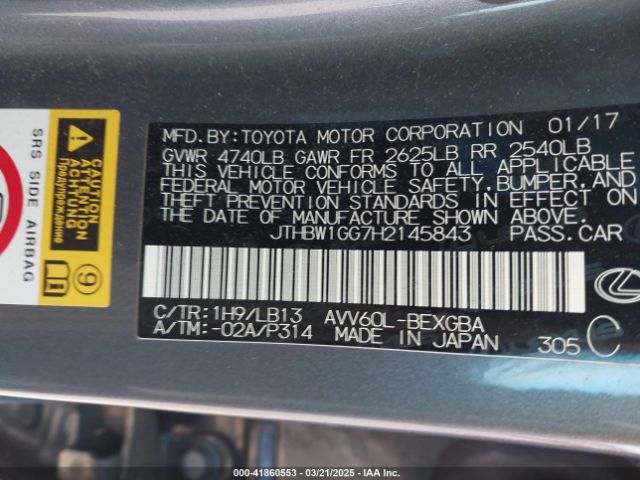 MFD.BY:TOYOTA MOTOR CORPORATION 01/17
GVWR 4740LB GAWR FR 2625LB RR 2540LB
THIS VEHICLE CONFORMS TO ALL APPLICABLE
FEDERAL MOTOR VEHICLE SAFETY,BUMPER,AND
THEFT PREVENTION STANDARDS IN EFFECT ON
THE DATE OF MANUFACTURE SHOWN ABOVE.
JTHBW1GG7H2145843 PASS.CAR
C/TR:1H9/LB13 AVV60L-BEXGBA
A/TM:-02A/P314 MADE IN JAPAN 305 C
SRS SIDE AIRBAG
ACHTUNG
Предупреждение
9
000-41860553 03/21/2025 IAA Holdings, LLC